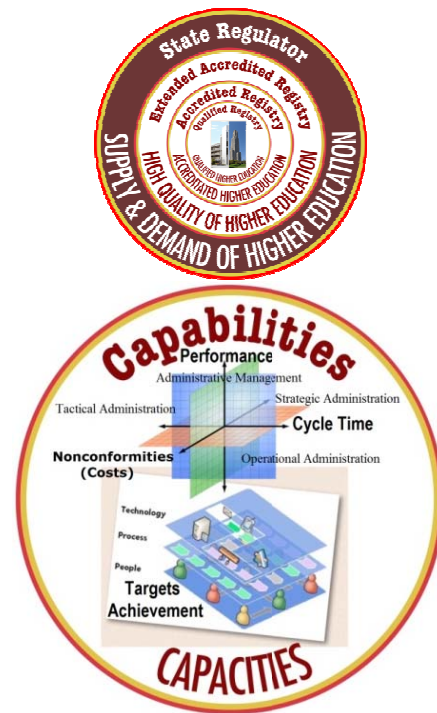 State Regulator
Extended Accredited Registry
Accredited Registry
Qualified Registry
QUALIFIED HIGHER EDUCATION
ACCREDITATED HIGHER EDUCATION
HIGH QUALITY OF HIGHER EDUCATION
SUPPLY & DEMAND OF HIGHER EDUCATION
Capabilities
Performance
Administrative Management
Strategic Administration
Tactical Administration
Cycle Time
Nonconformities
(Costs)
Operational Administration
Technology
Process
People
Targets
Achievement
CAPACITIES